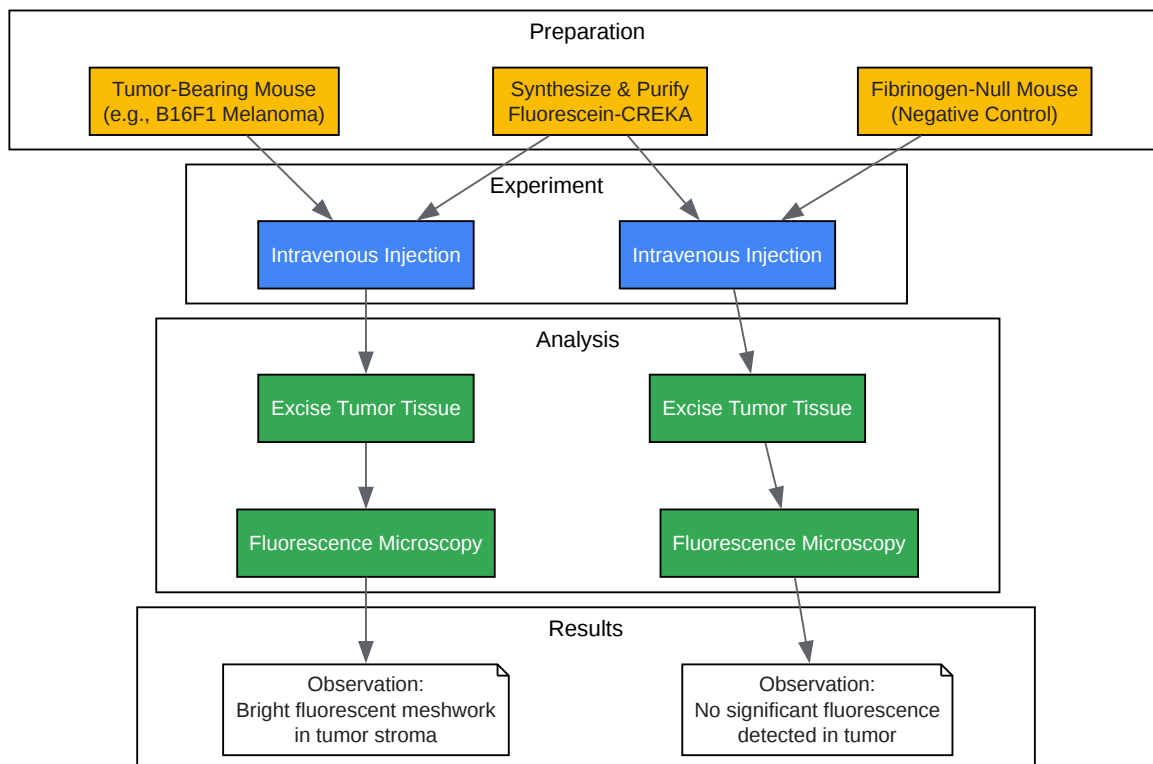 Preparation
Tumor-Bearing Mouse
(e.g., B16F1 Melanoma)
Synthesize & Purify
Fluorescein-CREKA
Fibrinogen-Null Mouse
(Negative Control)
Experiment
Intravenous Injection
Intravenous Injection
Analysis
Excise Tumor Tissue
Excise Tumor Tissue
Fluorescence Microscopy
Fluorescence Microscopy
Results
Observation:
Bright fluorescent meshwork
in tumor stroma
Observation:
No significant fluorescence
detected in tumor